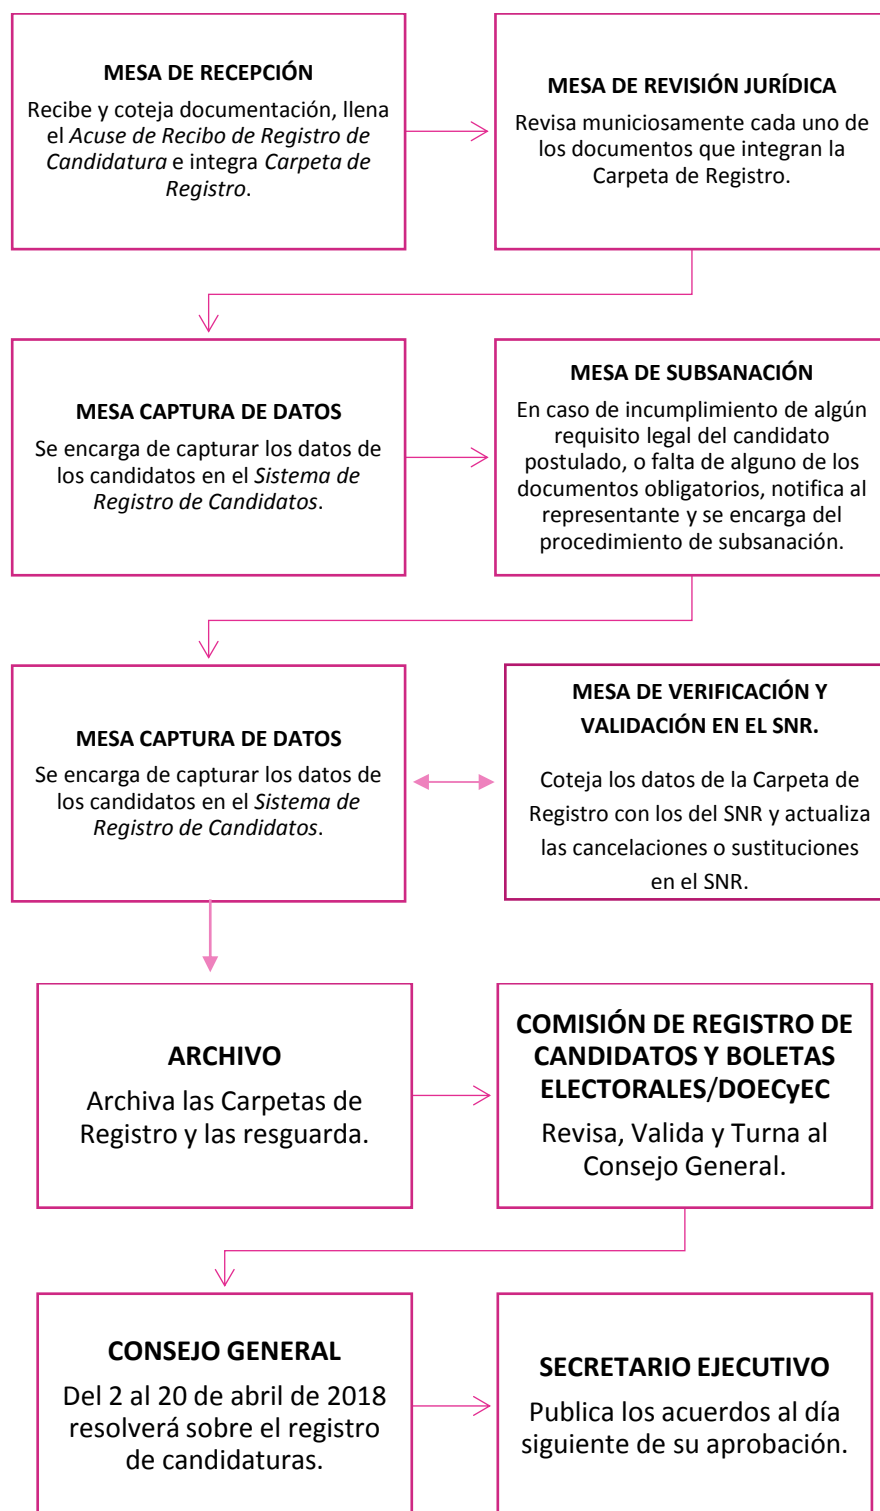 MESA DE RECEPCIÓN
Recibe y coteja documentación, llena
el Acuse de Recibo de Registro de
Candidatura e integra Carpeta de
Registro.
MESA DE REVISIÓN JURÍDICA
Revisa municiosamente cada uno de
los documentos que integran la
Carpeta de Registro.
MESA CAPTURA DE DATOS
Se encarga de capturar los datos de
los candidatos en el Sistema de
Registro de Candidatos.
MESA DE SUBSANACIÓN
En caso de incumplimiento de algún
requisito legal del candidato
postulado, o falta de alguno de los
documentos obligatorios, notifica al
representante y se encarga del
procedimiento de subsanación.
MESA CAPTURA DE DATOS
Se encarga de capturar los datos de
los candidatos en el Sistema de
Registro de Candidatos.
MESA DE VERIFICACIÓN Y
VALIDACIÓN EN EL SNR.
Coteja los datos de la Carpeta de
Registro con los del SNR y actualiza
las cancelaciones o sustituciones
en el SNR.
ARCHIVO
Archiva las Carpetas de
Registro y las resguarda.
COMISIÓN DE REGISTRO DE
CANDIDATOS Y BOLETAS
ELECTORALES/DOECyEC
Revisa, Valida y Turna al
Consejo General.
CONSEJO GENERAL
Del 2 al 20 de abril de 2018
resolverá sobre el registro
de candidaturas.
SECRETARIO EJECUTIVO
Publica los acuerdos al día
siguiente de su aprobación.